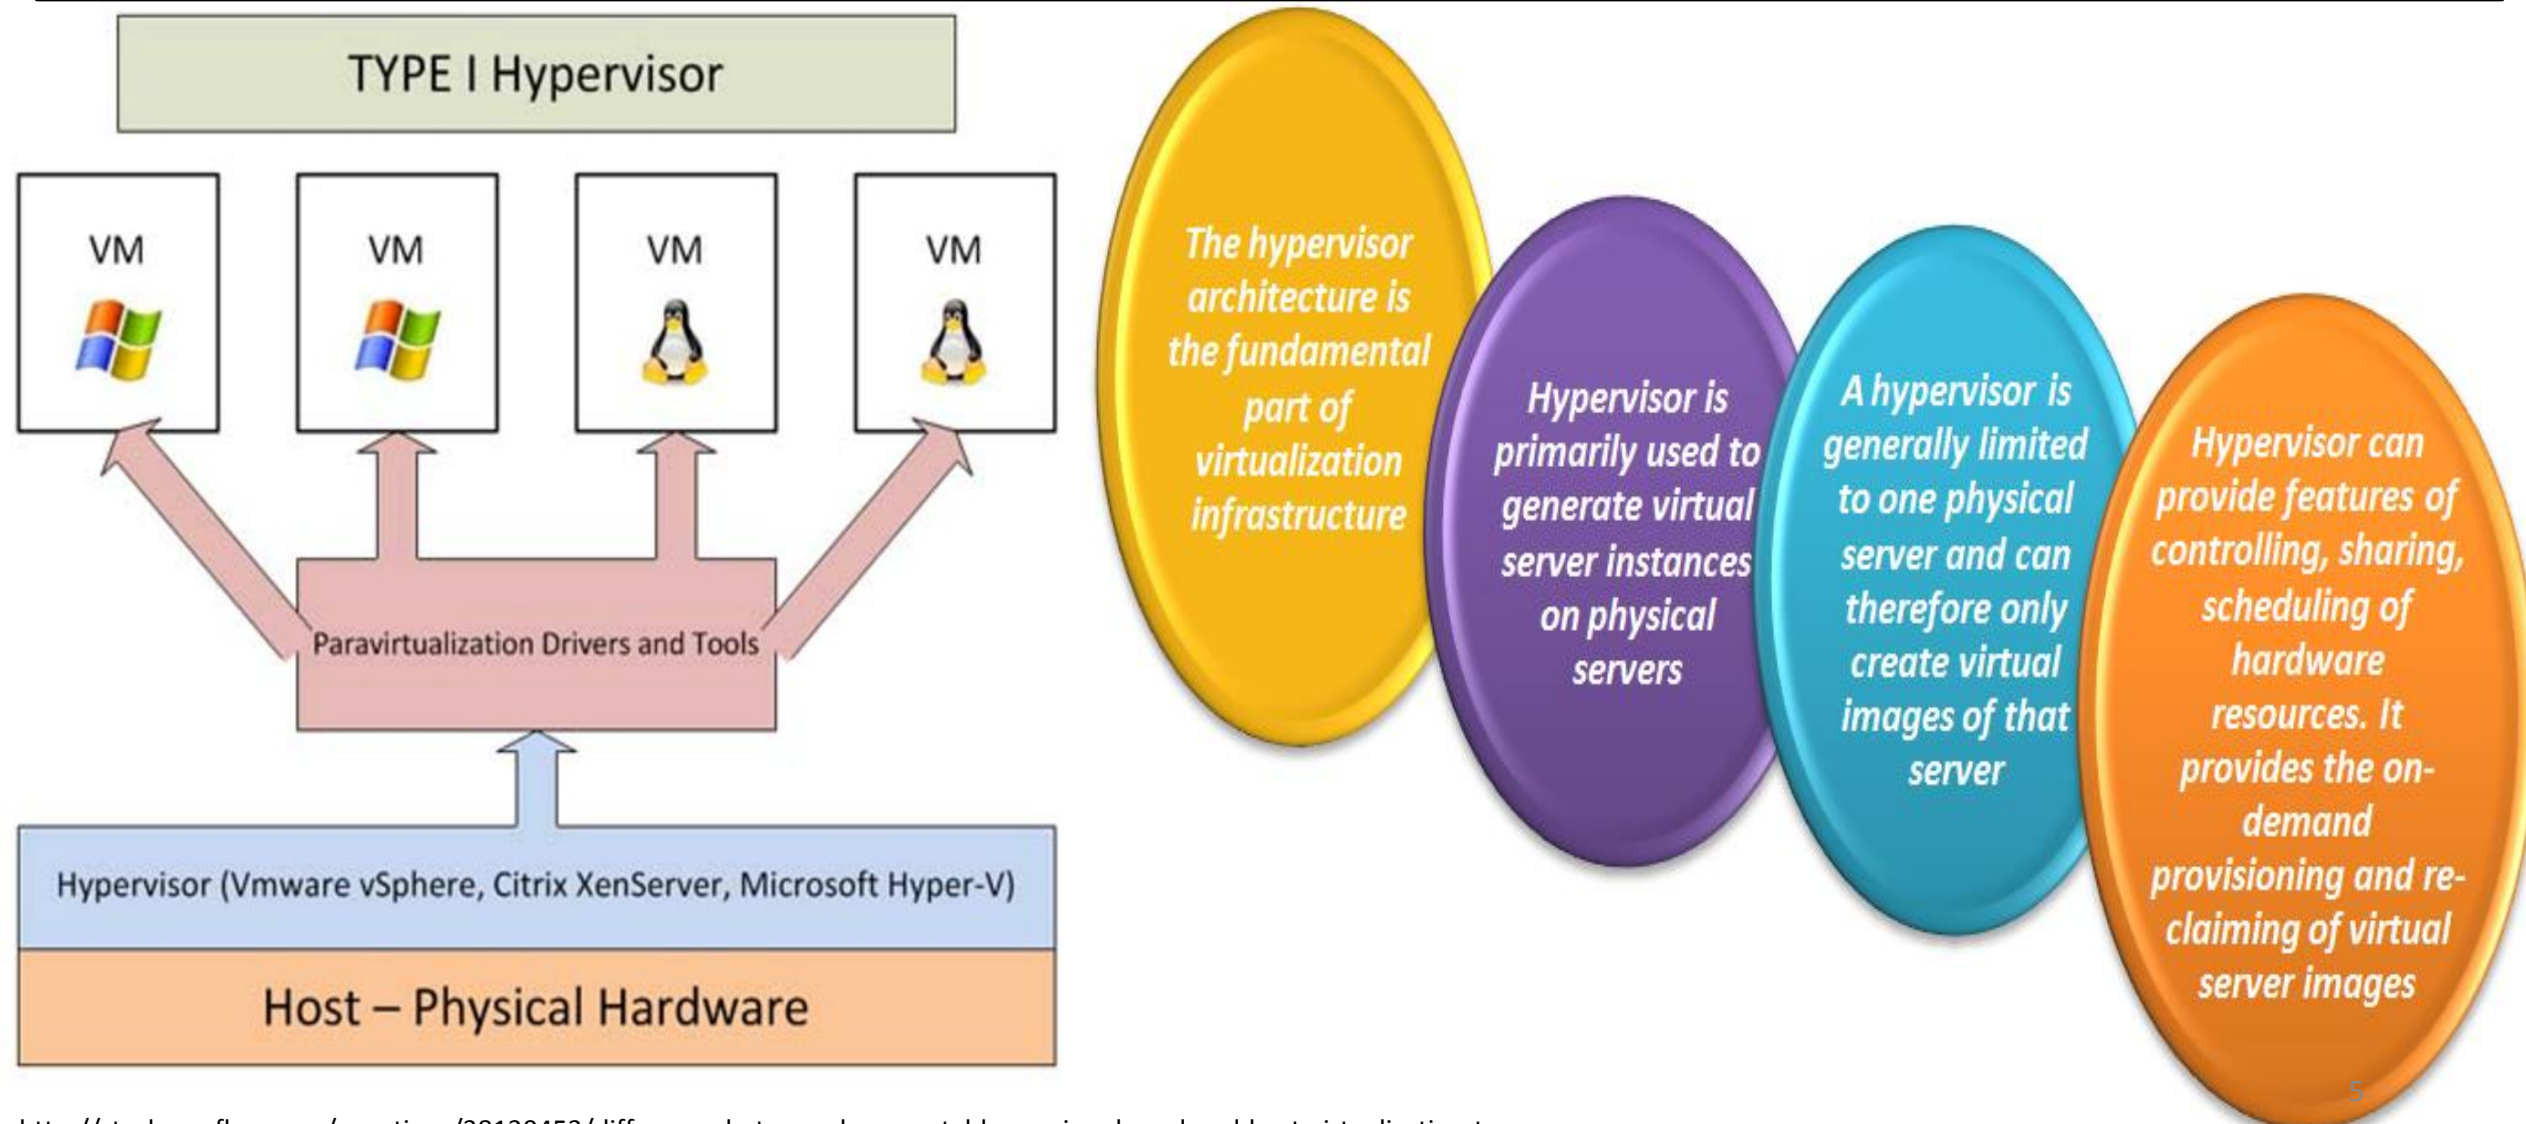 TYPE I Hypervisor
VM
VM
VM
VM
Paravirtualization Drivers and Tools
Hypervisor (Vmware vSphere, Citrix XenServer, Microsoft Hyper-V)
Host – Physical Hardware
The hypervisor
architecture is
the fundamental
part of
virtualization
infrastructure
Hypervisor is
primarily used to
generate virtual
server instances
on physical
servers
A hypervisor is
generally limited
to one physical
server and can
therefore only
create virtual
images of that
server
Hypervisor can
provide features of
controlling, sharing,
scheduling of
hardware
resources. It
provides the on-
demand
provisioning and re-
claiming of virtual
server images
5